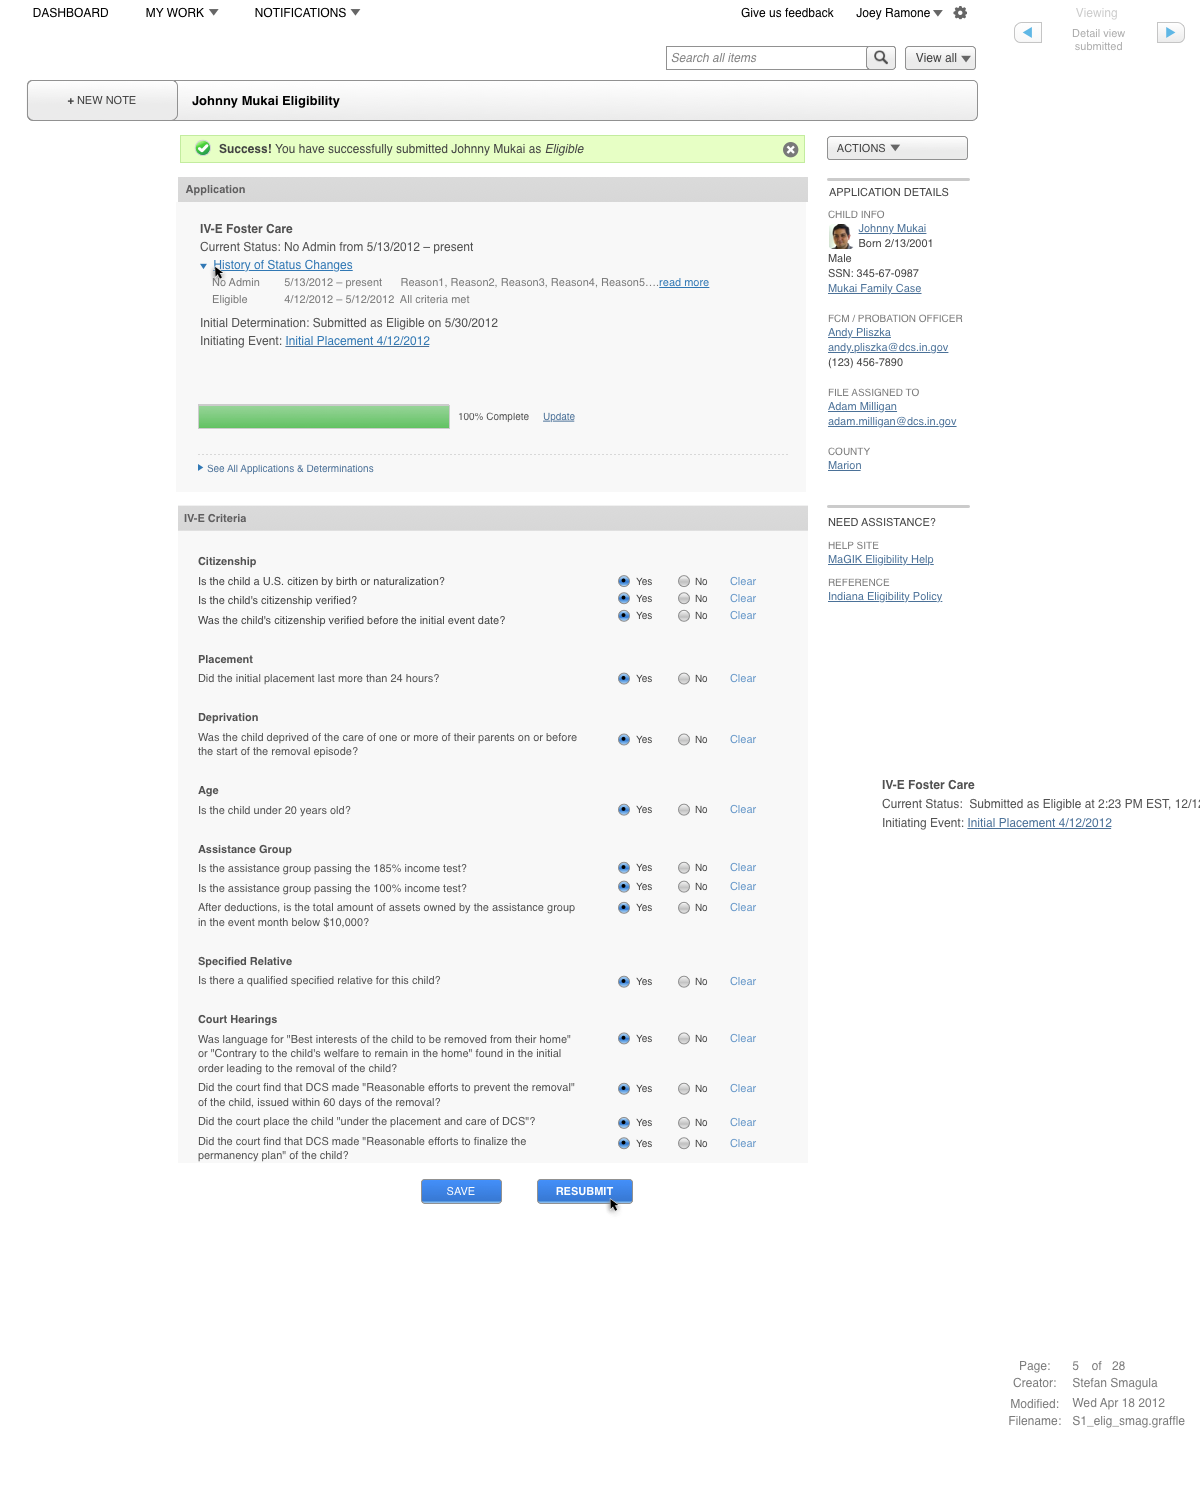 DASHBOARD MY WORK NOTIFICATIONS Give us feedback Joey Ramone
Viewing
Detail view
submitted
Search all items View all
+ NEW NOTE Johnny Mukai Eligibility
Success! You have successfully submitted Johnny Mukai as Eligible
ACTIONS
Application
IV-E Foster Care
Current Status: No Admin from 5/13/2012 – present
History of Status Changes
No Admin 5/13/2012 – present Reason1, Reason2, Reason3, Reason4, Reason5....read more
Eligible 4/12/2012 – 5/12/2012 All criteria met
Initial Determination: Submitted as Eligible on 5/30/2012
Initiating Event: Initial Placement 4/12/2012
100% Complete Update
See All Applications & Determinations
APPLICATION DETAILS
CHILD INFO
Johnny Mukai
Born 2/13/2001
Male
SSN: 345-67-0987
Mukai Family Case
FCM / PROBATION OFFICER
Andy Pliszka
andy.pliszka@dcs.in.gov
(123) 456-7890
FILE ASSIGNED TO
Adam Milligan
adam.milligan@dcs.in.gov
COUNTY
Marion
NEED ASSISTANCE?
HELP SITE
MaGIK Eligibility Help
REFERENCE
Indiana Eligibility Policy
IV-E Criteria
Citizenship
Is the child a U.S. citizen by birth or naturalization? Yes No Clear
Is the child's citizenship verified? Yes No Clear
Was the child's citizenship verified before the initial event date? Yes No Clear
Placement
Did the initial placement last more than 24 hours? Yes No Clear
Deprivation
Was the child deprived of the care of one or more of their parents on or before Yes No Clear
the start of the removal episode?
Age
Is the child under 20 years old? Yes No Clear
Assistance Group
Is the assistance group passing the 185% income test? Yes No Clear
Is the assistance group passing the 100% income test? Yes No Clear
After deductions, is the total amount of assets owned by the assistance group Yes No Clear
in the event month below $10,000?
Specified Relative
Is there a qualified specified relative for this child? Yes No Clear
Court Hearings
Was language for "Best interests of the child to be removed from their home" Yes No Clear
or "Contrary to the child's welfare to remain in the home" found in the initial
order leading to the removal of the child?
Did the court find that DCS made "Reasonable efforts to prevent the removal" Yes No Clear
of the child, issued within 60 days of the removal?
Did the court place the child "under the placement and care of DCS"? Yes No Clear
Did the court find that DCS made "Reasonable efforts to finalize the Yes No Clear
permanency plan" of the child?
SAVE RESUBMIT
IV-E Foster Care
Current Status: Submitted as Eligible at 2:23 PM EST, 12/12
Initiating Event: Initial Placement 4/12/2012
Page: 5 of 28
Creator: Stefan Smagula
Modified: Wed Apr 18 2012
Filename: S1_elig_smag.graffle